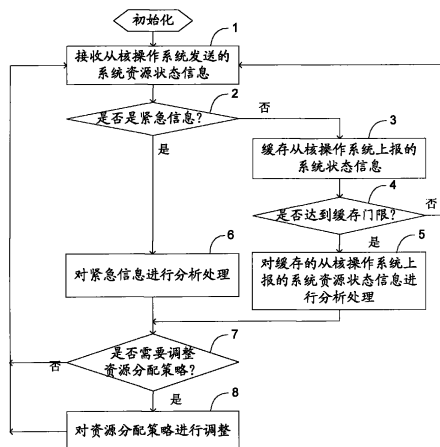 初始化
1
接收从核操作系统发送的
系统资源状态信息
2
是否是紧急信息?
否
是
3
缓存从核操作系统上报的
系统状态信息
4
是否达到缓存门限?
否
是
5
对缓存的从核操作系统上
报的系统资源状态信息进
行分析处理
6
对紧急信息进行分析处理
7
是否需要调整
资源分配策略?
否
是
8
对资源分配策略进行调整